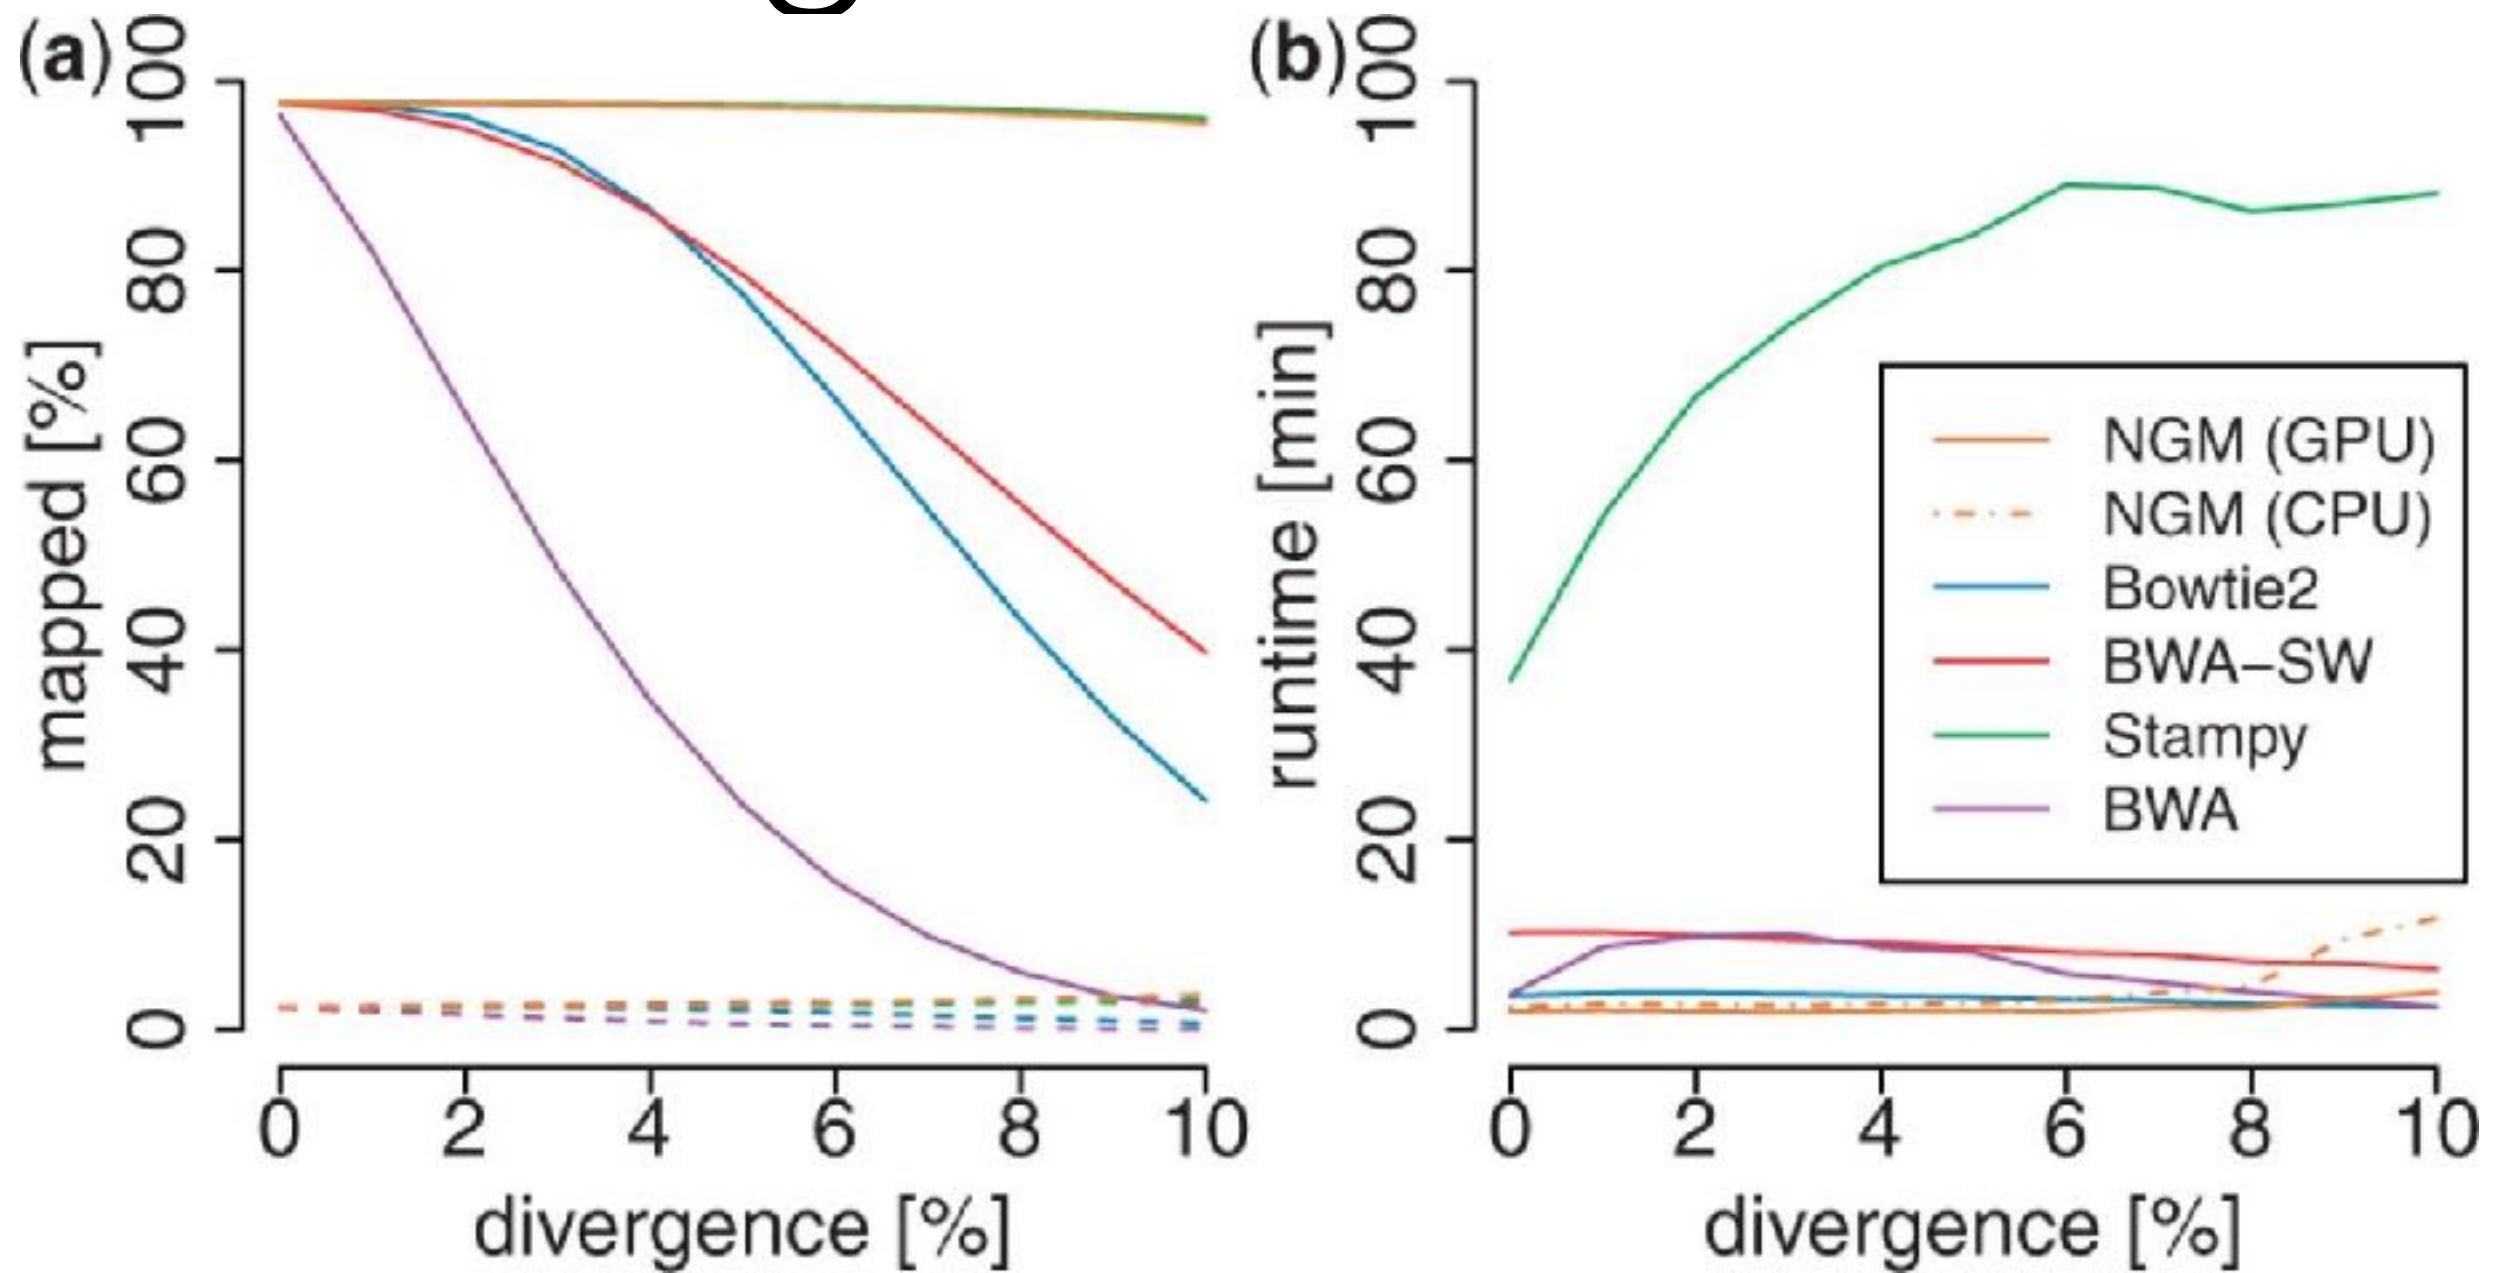 (a)
mapped [%]
100
80
60
40
20
0
0 2 4 6 8 10
divergence [%]
(b)
runtime [min]
100
80
60
40
20
0
NGM (GPU)
NGM (CPU)
Bowtie2
BWA–SW
Stampy
BWA
0 2 4 6 8 10
divergence [%]